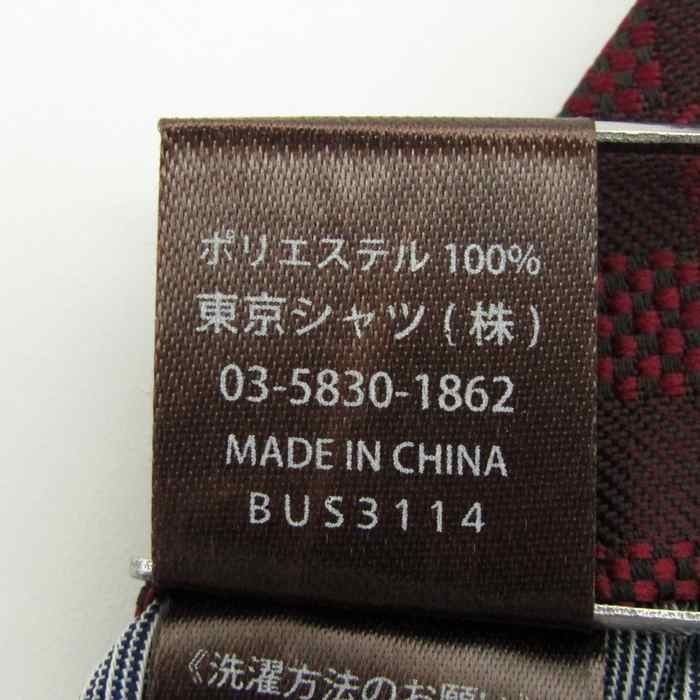 ポリエステル 100%
東京シャツ(株)
03-5830-1862
MADE IN CHINA
BUS3114
《洗濯方法のお願い